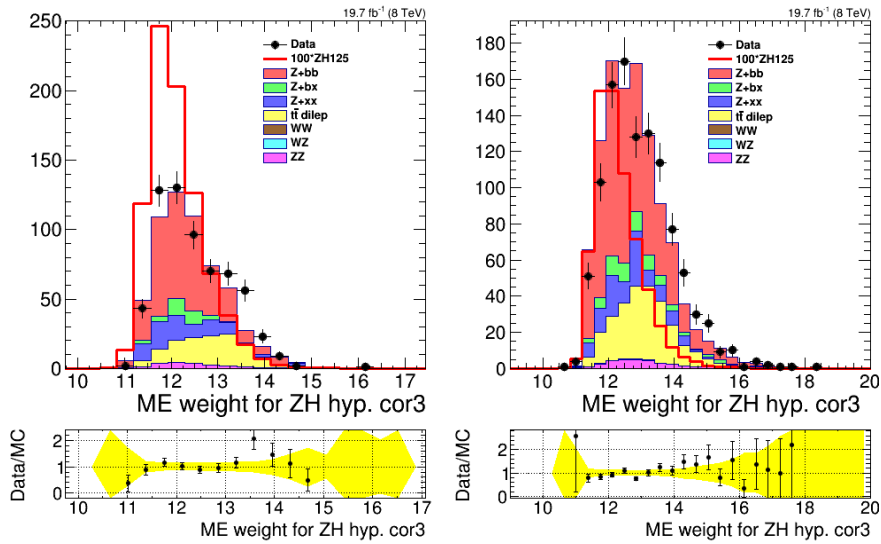 19.7 fb⁻¹ (8 TeV)
250
200
150
100
50
0
Data
100*ZH125
Z+bb
Z+bx
Z+xx
tt̄ dilep
WW
WZ
ZZ
10 11 12 13 14 15 16 17
ME weight for ZH hyp. cor3
Data/MC
2
1
0
10 11 12 13 14 15 16 17
ME weight for ZH hyp. cor3
19.7 fb⁻¹ (8 TeV)
180
160
140
120
100
80
60
40
20
0
Data
100*ZH125
Z+bb
Z+bx
Z+xx
tt̄ dilep
WW
WZ
ZZ
10 12 14 16 18 20
ME weight for ZH hyp. cor3
Data/MC
2
1
0
10 12 14 16 18 20
ME weight for ZH hyp. cor3